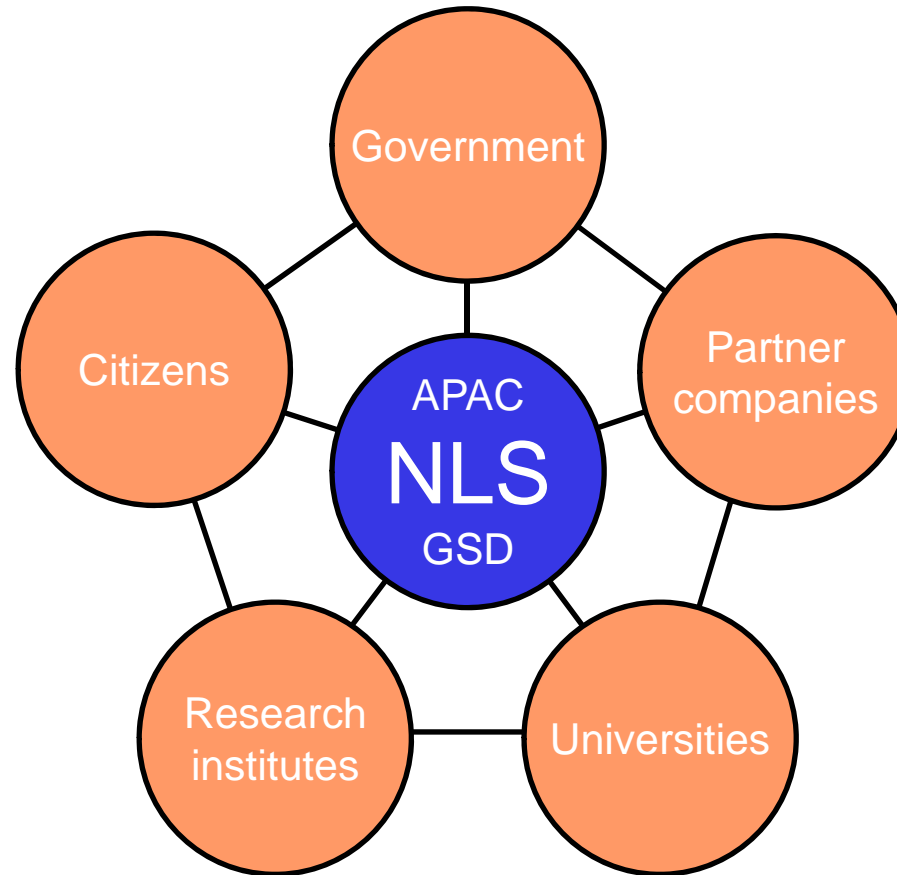 Government
Citizens
Partner
companies
APAC
NLS
GSD
Research
institutes
Universities